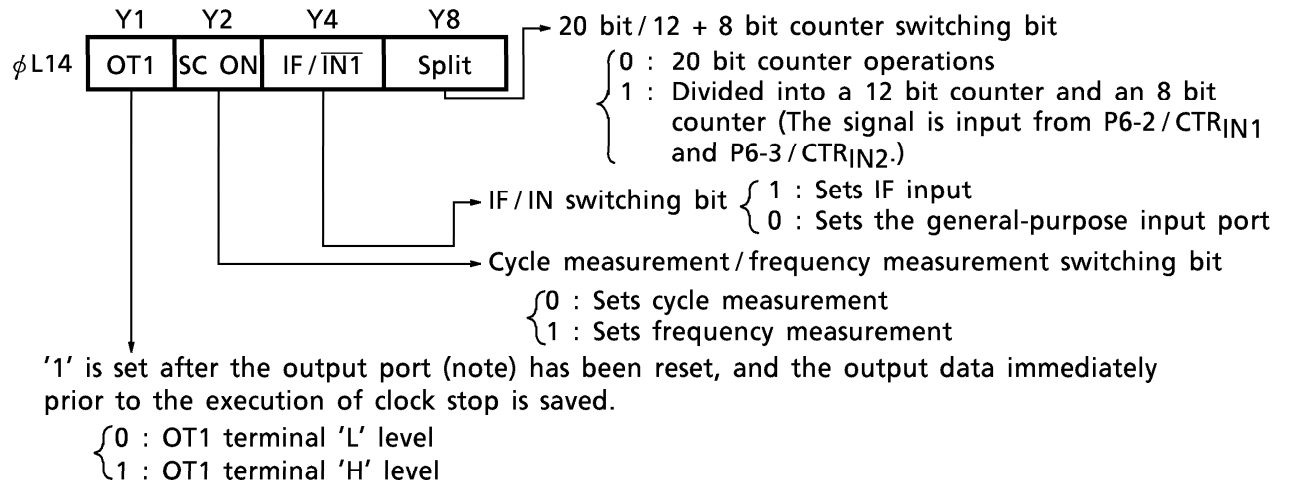 Y1 Y2 Y4 Y8
ϕL14 OT1 SC ON IF / I̅N̅1̅ Split
20 bit / 12 + 8 bit counter switching bit
0 : 20 bit counter operations
1 : Divided into a 12 bit counter and an 8 bit
counter (The signal is input from P6-2 / CTRIN1
and P6-3 / CTRIN2.)
IF / IN switching bit
1 : Sets IF input
0 : Sets the general-purpose input port
Cycle measurement / frequency measurement switching bit
0 : Sets cycle measurement
1 : Sets frequency measurement
'1' is set after the output port (note) has been reset, and the output data immediately
prior to the execution of clock stop is saved.
0 : OT1 terminal 'L' level
1 : OT1 terminal 'H' level